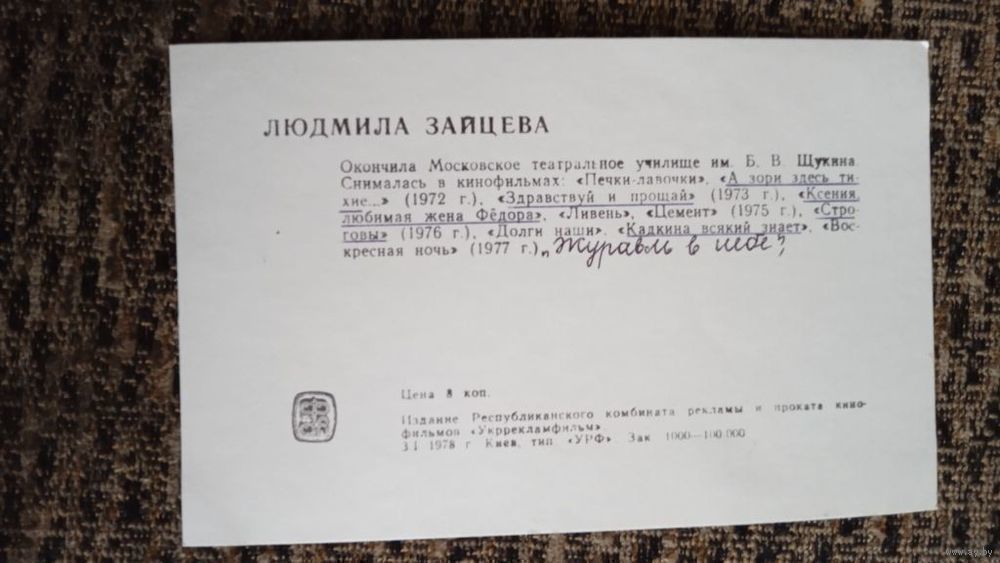 ЛЮДМИЛА ЗАЙЦЕВА
Окончила Московское театральное училище им. Б. В. Щукина.
Снималась в кинофильмах: «Печки-лавочки», «А зори здесь ти-
хие...» (1972 г.), «Здравствуй и прощай» (1973 г.), «Ксения,
любимая жена Фёдора», «Ливень», «Цемент» (1975 г.), «Стро-
говы» (1976 г.), «Долги наши», «Кадкина всякий знает», «Вос-
кресная ночь» (1977 г.), „Журавль в небе”
Цена 8 коп.
Издание Республиканского комбината рекламы и проката кино-
фильмов «Укррекламфильм».
3.I 1978 г. Киев, тип. «УРФ». Зак. 1000—100.000
www.ay.by